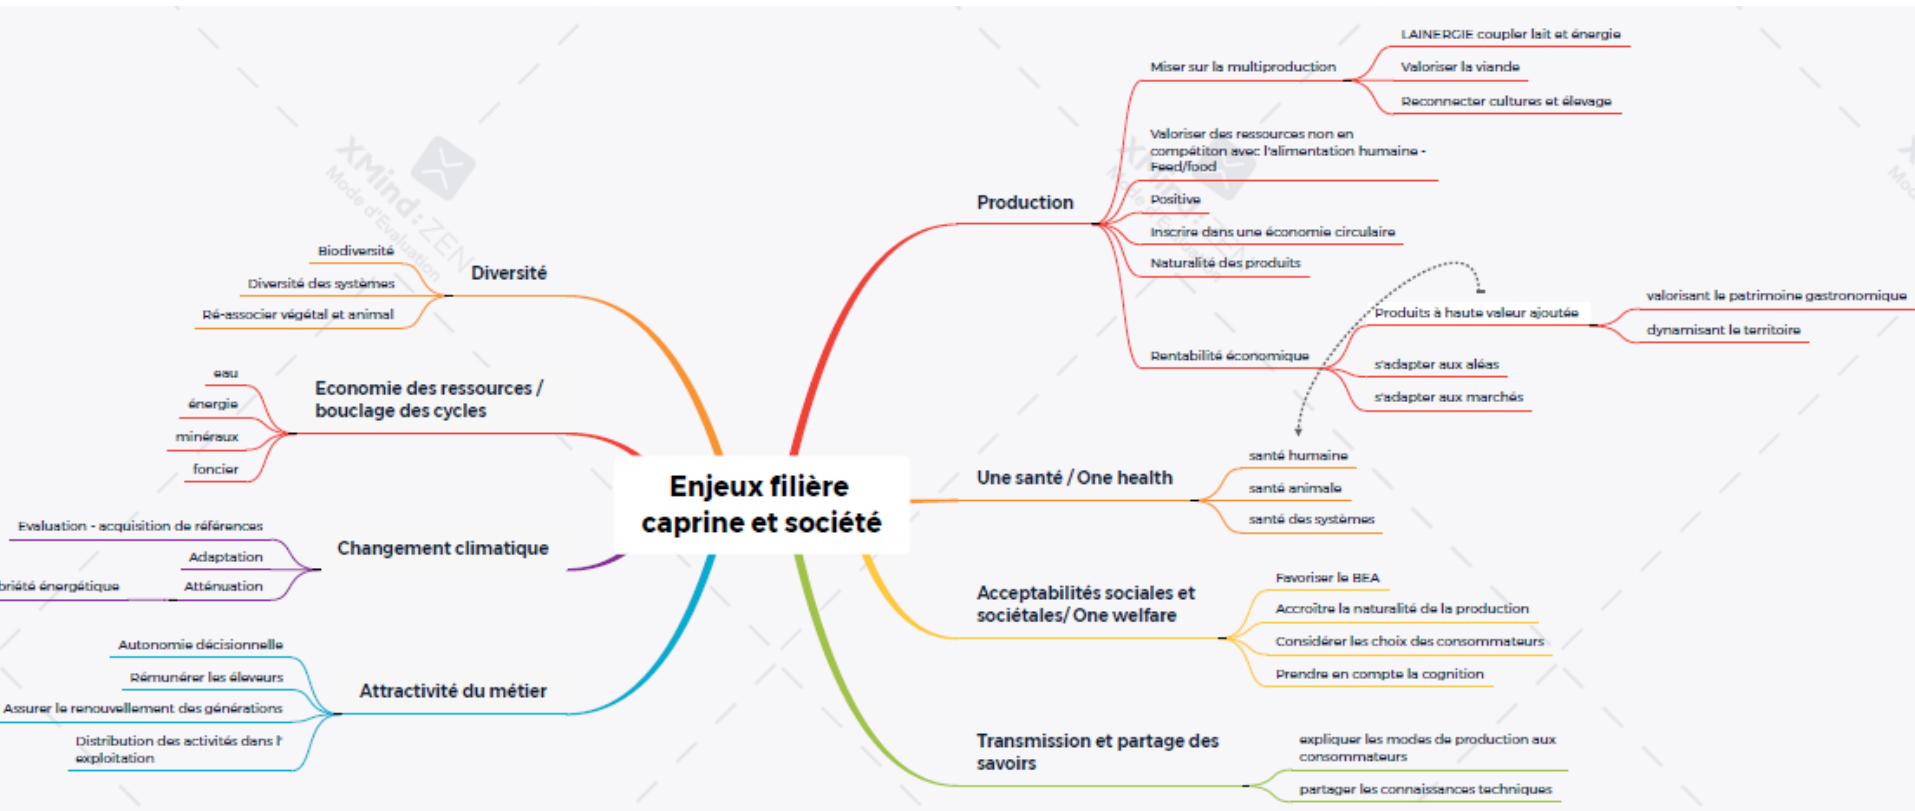 Enjeux filière
caprine et société
Production
Miser sur la multiproduction
LAINERGIE coupler lait et énergie
Valoriser la viande
Reconnecter cultures et élevage
Valoriser des ressources non en
compétiton avec l'alimentation humaine -
Feed/food
Positive
Inscrire dans une économie circulaire
Naturalité des produits
Rentabilité économique
Produits à haute valeur ajoutée
valorisant le patrimoine gastronomique
dynamisant le territoire
s'adapter aux aléas
s'adapter aux marchés
Une santé / One health
santé humaine
santé animale
santé des systèmes
Acceptabilités sociales et
sociétales/ One welfare
Favoriser le BEA
Accroître la naturalité de la production
Considérer les choix des consommateurs
Prendre en compte la cognition
Transmission et partage des
savoirs
expliquer les modes de production aux
consommateurs
partager les connaissances techniques
Diversité
Biodiversité
Diversité des systèmes
Ré-associer végétal et animal
Economie des ressources /
bouclage des cycles
eau
énergie
minéraux
foncier
Changement climatique
Evaluation - acquisition de références
Adaptation
Atténuation
briété énergétique
Attractivité du métier
Autonomie décisionnelle
Rémunérer les éleveurs
Assurer le renouvellement des générations
Distribution des activités dans l'
exploitation
XMind: ZEN
Mode d'Evaluation
XMind: ZEN
Mode d'Evaluation